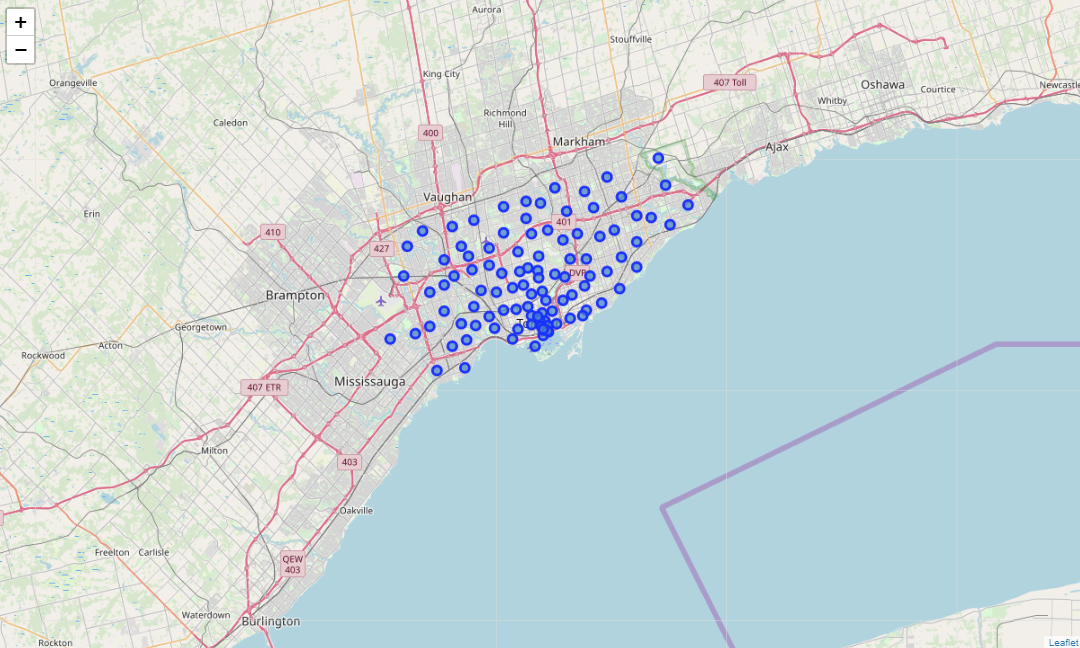 +
−
Aurora
Stouffville
King City
Orangeville
407 Toll
Oshawa
Courtice
Newcastle
Whitby
Richmond
Hill
Caledon
400
Markham
Ajax
Vaughan
Erin
410
401
427
DVP
Brampton
Georgetown
Acton
Rockwood
Mississauga
407 ETR
Milton
403
Oakville
Freelton
Carlisle
QEW
403
Waterdown
Burlington
Rockton
Leaflet